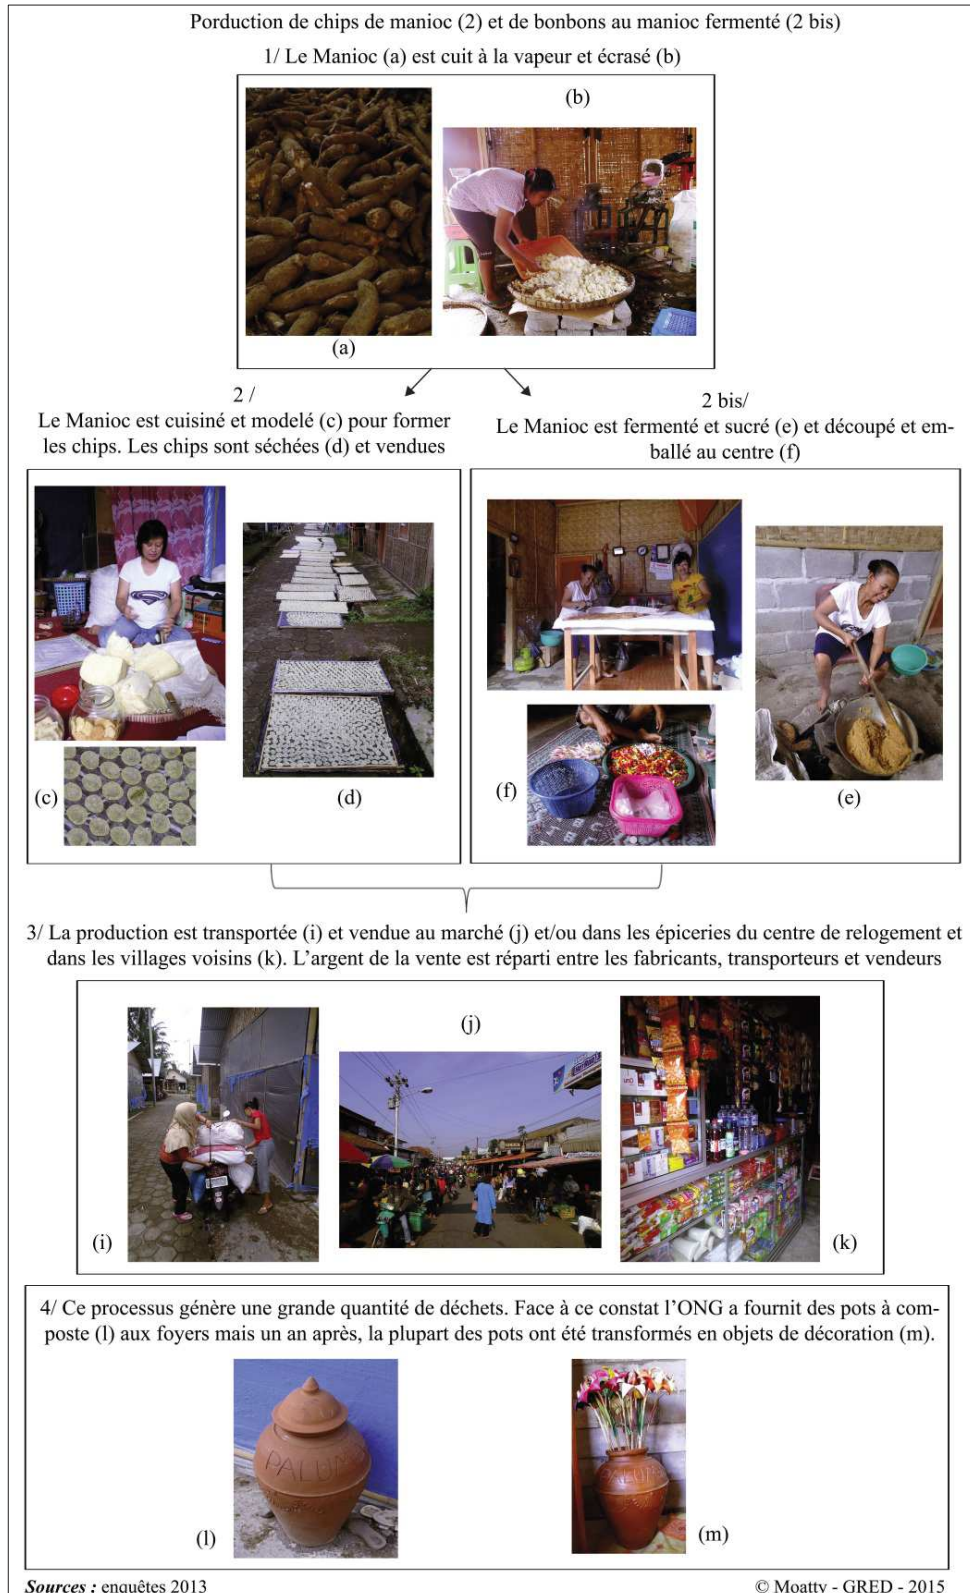 Porduction de chips de manioc (2) et de bonbons au manioc fermenté (2 bis)
1/ Le Manioc (a) est cuit à la vapeur et écrasé (b)
(b)
(a)
2 /
Le Manioc est cuisiné et modelé (c) pour former
les chips. Les chips sont séchées (d) et vendues
2 bis/
Le Manioc est fermenté et sucré (e) et découpé et em-
ballé au centre (f)
(c)
(d)
(f)
(e)
3/ La production est transportée (i) et vendue au marché (j) et/ou dans les épiceries du centre de relogement et
dans les villages voisins (k). L’argent de la vente est réparti entre les fabricants, transporteurs et vendeurs
(j)
(i)
(k)
4/ Ce processus génère une grande quantité de déchets. Face à ce constat l’ONG a fournit des pots à com-
poste (l) aux foyers mais un an après, la plupart des pots ont été transformés en objets de décoration (m).
PALUM
(l)
(m)
Sources : enquêtes 2013
© Moatty - GRED - 2015